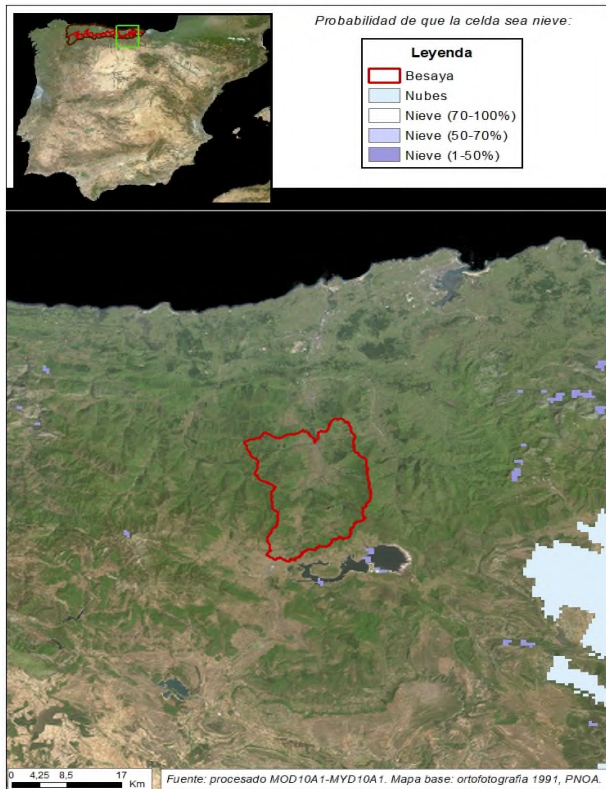 Probabilidad de que la celda sea nieve:
Leyenda
Besaya
Nubes
Nieve (70-100%)
Nieve (50-70%)
Nieve (1-50%)
0 4,25 8,5 17
Km
Fuente: procesado MOD10A1-MYD10A1. Mapa base: ortofotografia 1991, PNOA.